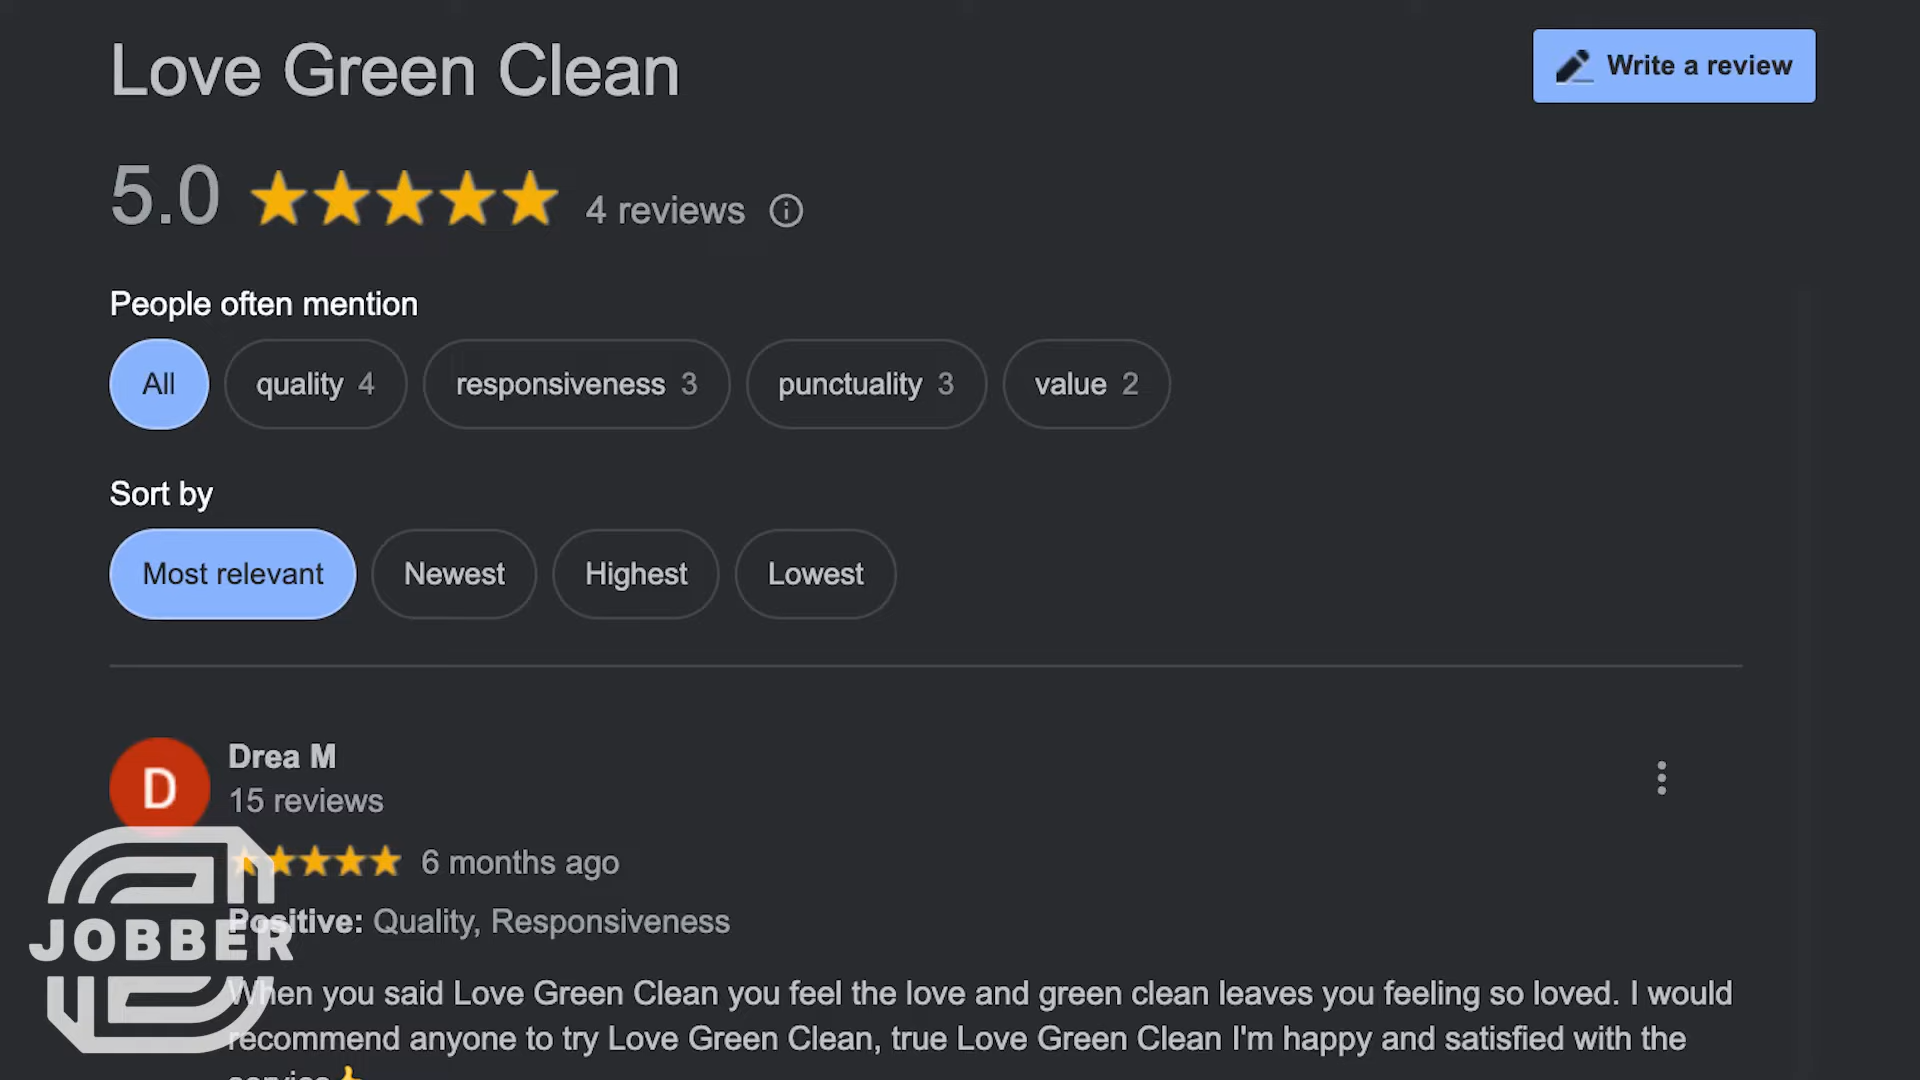 Love Green Clean
Write a review
5.0 4 reviews
People often mention
All quality 4 responsiveness 3 punctuality 3 value 2
Sort by
Most relevant Newest Highest Lowest
D
Drea M
15 reviews
6 months ago
Positive: Quality, Responsiveness
JOBBER
When you said Love Green Clean you feel the love and green clean leaves you feeling so loved. I would
recommend anyone to try Love Green Clean, true Love Green Clean I'm happy and satisfied with the